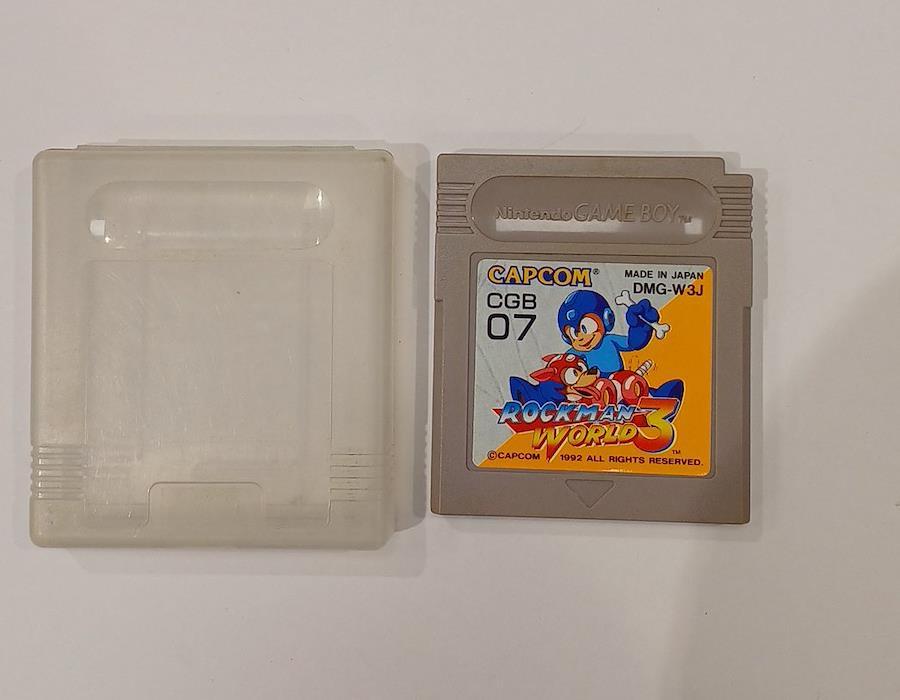 Nintendo GAME BOY TM
CAPCOM®
MADE IN JAPAN
DMG-W3J
CGB
07
ROCKMAN
WORLD 3 TM
©CAPCOM 1992 ALL RIGHTS RESERVED.